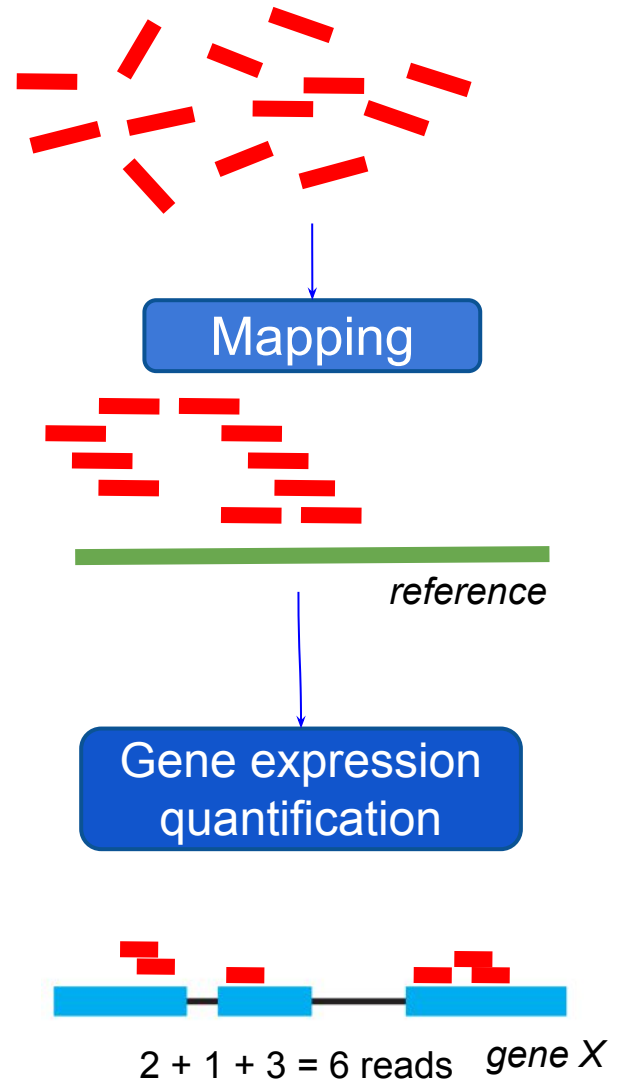 Mapping
reference
Gene expression
quantification
2 + 1 + 3 = 6 reads
gene X